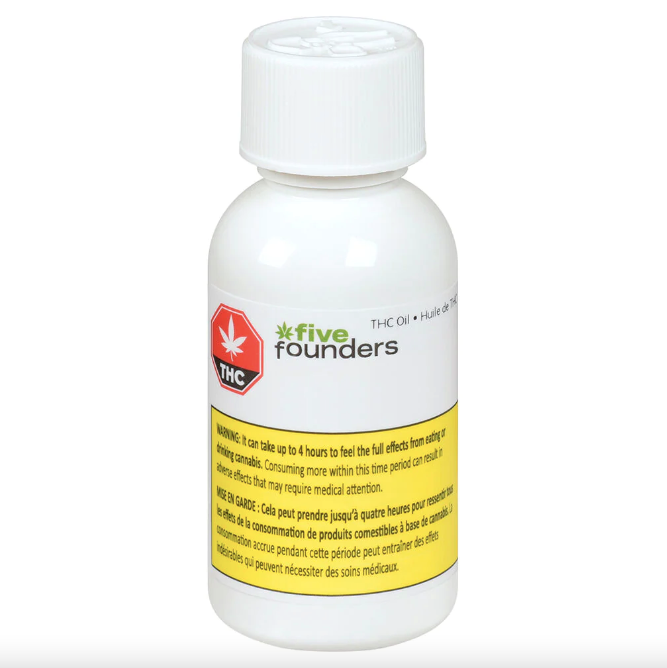 THC Oil • Huile de THC
five
founders
THC
WARNING: It can take up to 4 hours to feel the full effects from eating or
drinking cannabis. Consuming more within this time period can result in
adverse effects that may require medical attention.
MISE EN GARDE : Cela peut prendre jusqu'à quatre heures pour ressentir tous
les effets de la consommation de produits comestibles à base de cannabis. La
consommation accrue pendant cette période peut entraîner des effets
indésirables qui peuvent nécessiter des soins médicaux.